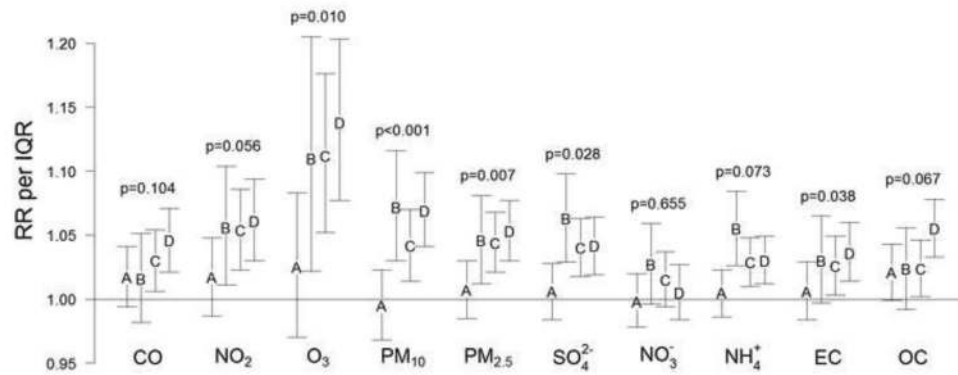 RR per IQR
1.20
1.15
1.10
1.05
1.00
0.95
p=0.104
p=0.056
p=0.010
p<0.001
p=0.007
p=0.028
p=0.655
p=0.073
p=0.038
p=0.067
A B C D
A B C D
A B C D
A B C D
A B C D
A B C D
A B C D
A B C D
A B C D
A B C D
CO NO₂ O₃ PM₁₀ PM₂.₅ SO₄²⁻ NO₃⁻ NH₄⁺ EC OC